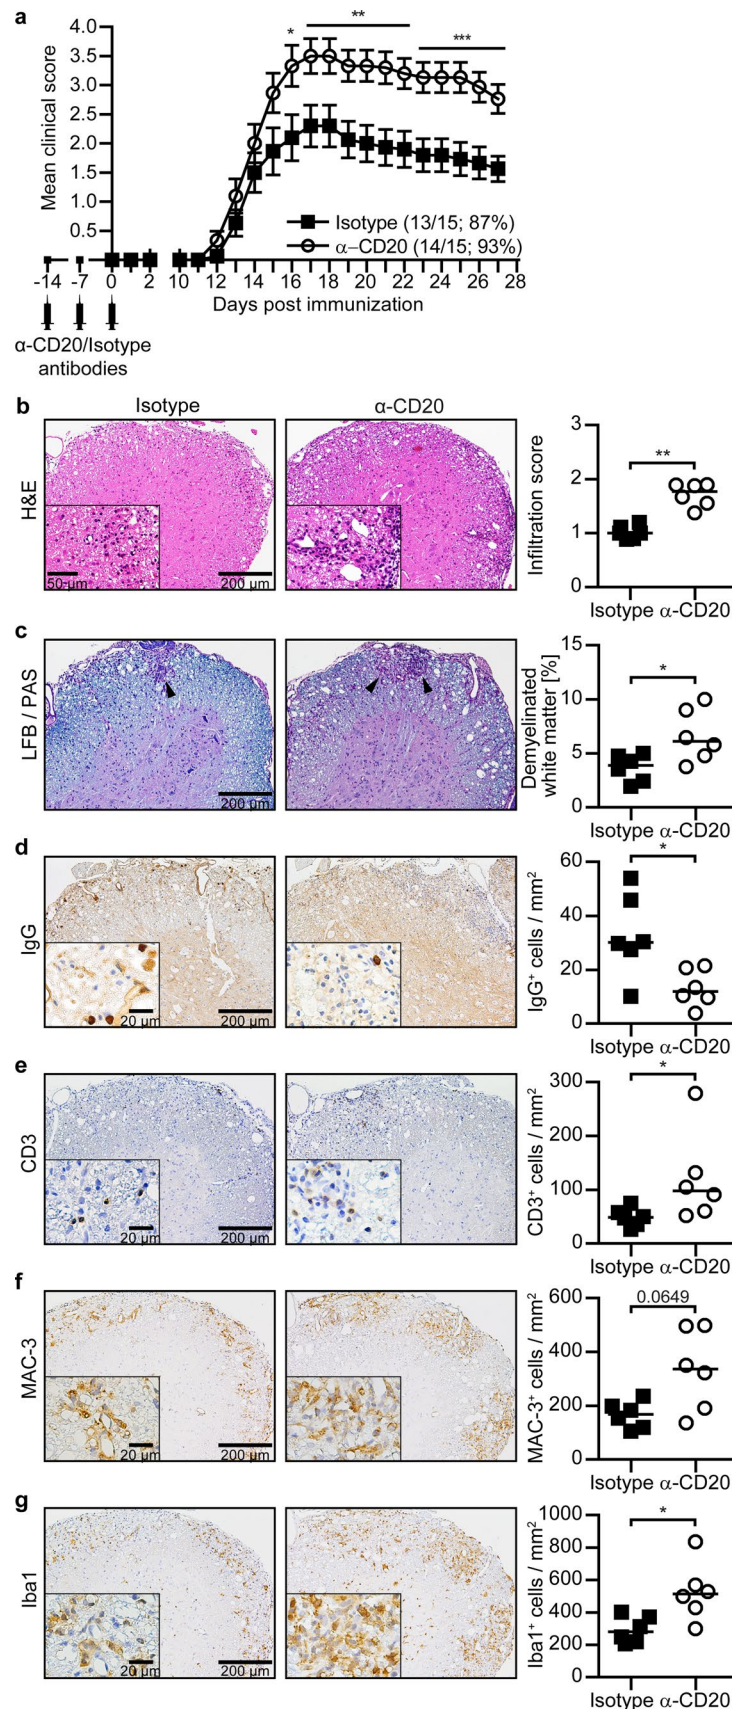 a
4.0
3.5
3.0
2.5
2.0
1.5
1.0
0.5
0
Mean clinical score
*
**
***
Isotype (13/15; 87%)
α–CD20 (14/15; 93%)
-14 -7 0 2 10 12 14 16 18 20 22 24 26 28
Days post immunization
α-CD20/Isotype
antibodies
b
Isotype
α-CD20
H&E
50 µm
200 µm
Infiltration score
3
2
1
0
**
Isotype α-CD20
c
LFB / PAS
200 µm
Demyelinated
white matter [%]
15
10
5
0
*
Isotype α-CD20
d
IgG
20 µm
200 µm
20 µm
200 µm
IgG⁺ cells / mm²
60
40
20
0
*
Isotype α-CD20
e
CD3
20 µm
200 µm
20 µm
200 µm
CD3⁺ cells / mm²
300
200
100
0
*
Isotype α-CD20
f
MAC-3
20 µm
200 µm
MAC-3⁺ cells / mm²
600
400
200
0
0.0649
Isotype α-CD20
g
Iba1
20 µm
200 µm
Iba1⁺ cells / mm²
1000
800
600
400
200
0
*
Isotype α-CD20